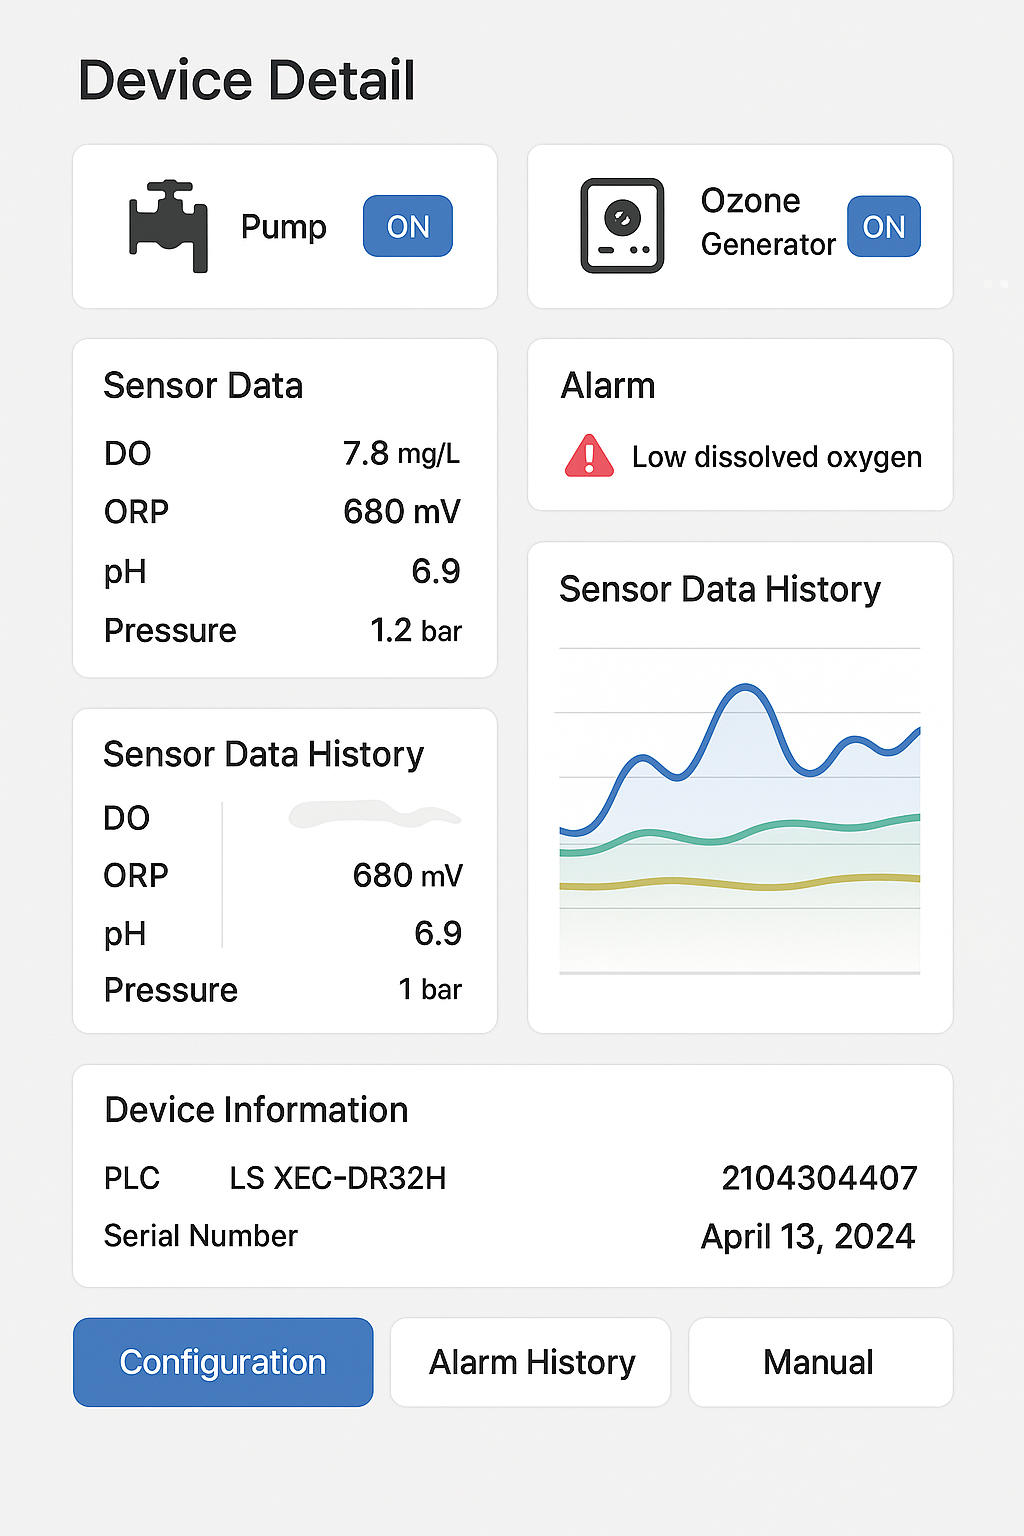 Device Detail
Pump ON
Ozone
Generator ON
Sensor Data
DO 7.8 mg/L
ORP 680 mV
pH 6.9
Pressure 1.2 bar
Alarm
Low dissolved oxygen
Sensor Data History
DO
ORP 680 mV
pH 6.9
Pressure 1 bar
Sensor Data History
Device Information
PLC LS XEC-DR32H 2104304407
Serial Number April 13, 2024
Configuration Alarm History Manual